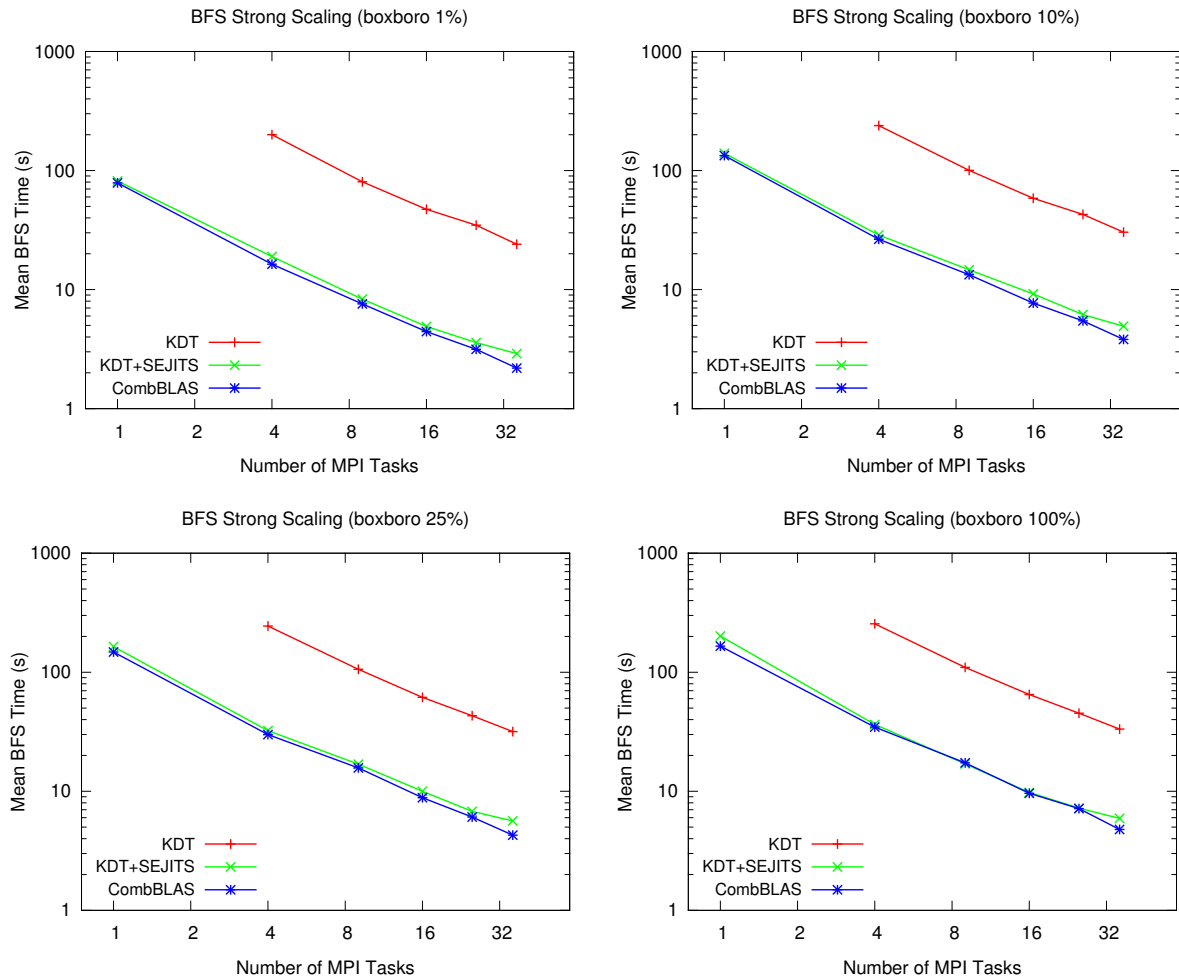 BFS Strong Scaling (boxboro 1%)
1000
100
10
1
Mean BFS Time (s)
KDT
KDT+SEJITS
CombBLAS
1 2 4 8 16 32
Number of MPI Tasks
BFS Strong Scaling (boxboro 10%)
1000
100
10
1
Mean BFS Time (s)
KDT
KDT+SEJITS
CombBLAS
1 2 4 8 16 32
Number of MPI Tasks
BFS Strong Scaling (boxboro 25%)
1000
100
10
1
Mean BFS Time (s)
KDT
KDT+SEJITS
CombBLAS
1 2 4 8 16 32
Number of MPI Tasks
BFS Strong Scaling (boxboro 100%)
1000
100
10
1
Mean BFS Time (s)
KDT
KDT+SEJITS
CombBLAS
1 2 4 8 16 32
Number of MPI Tasks